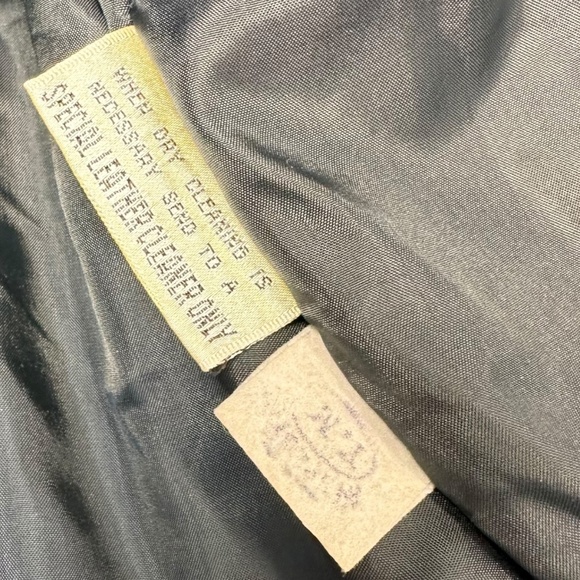 WHEN DRY CLEANING IS
NECESSARY SEND TO A
SPECIAL LEATHER CLEANER ONLY